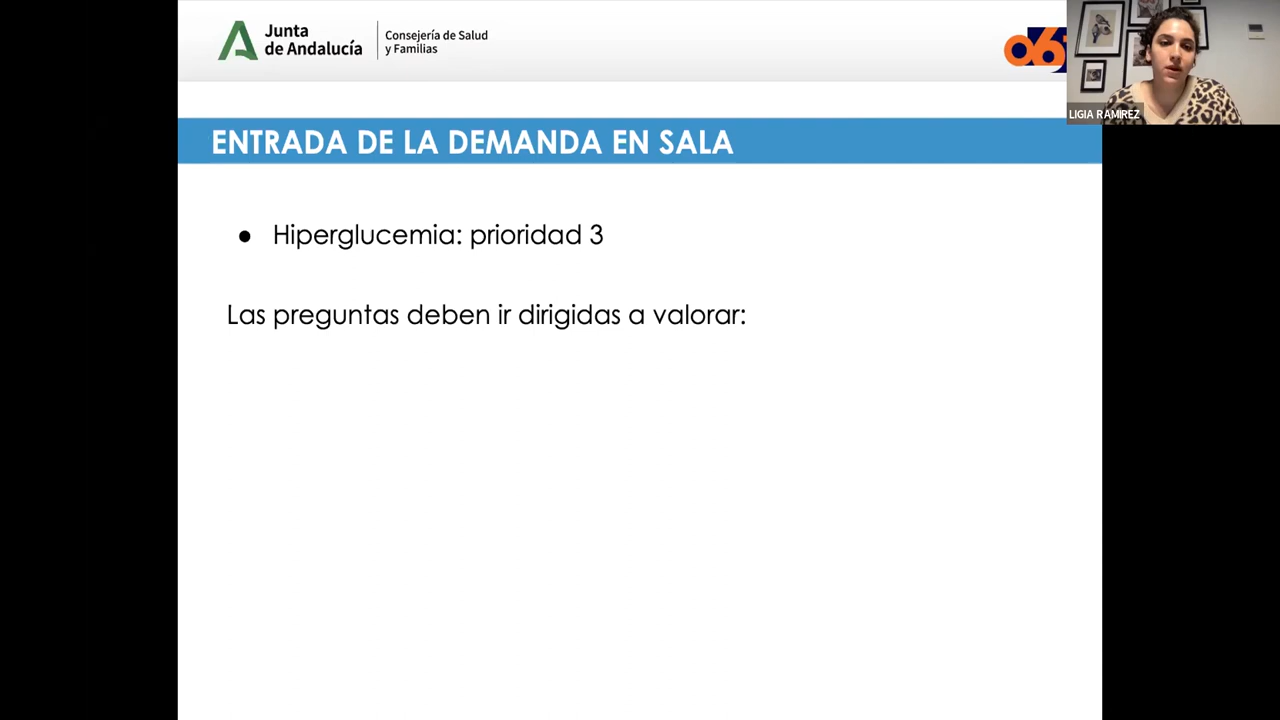 Junta
de Andalucía
Consejería de Salud
y Familias
061
LIGIA RAMIREZ
ENTRADA DE LA DEMANDA EN SALA
● Hiperglucemia: prioridad 3
Las preguntas deben ir dirigidas a valorar: